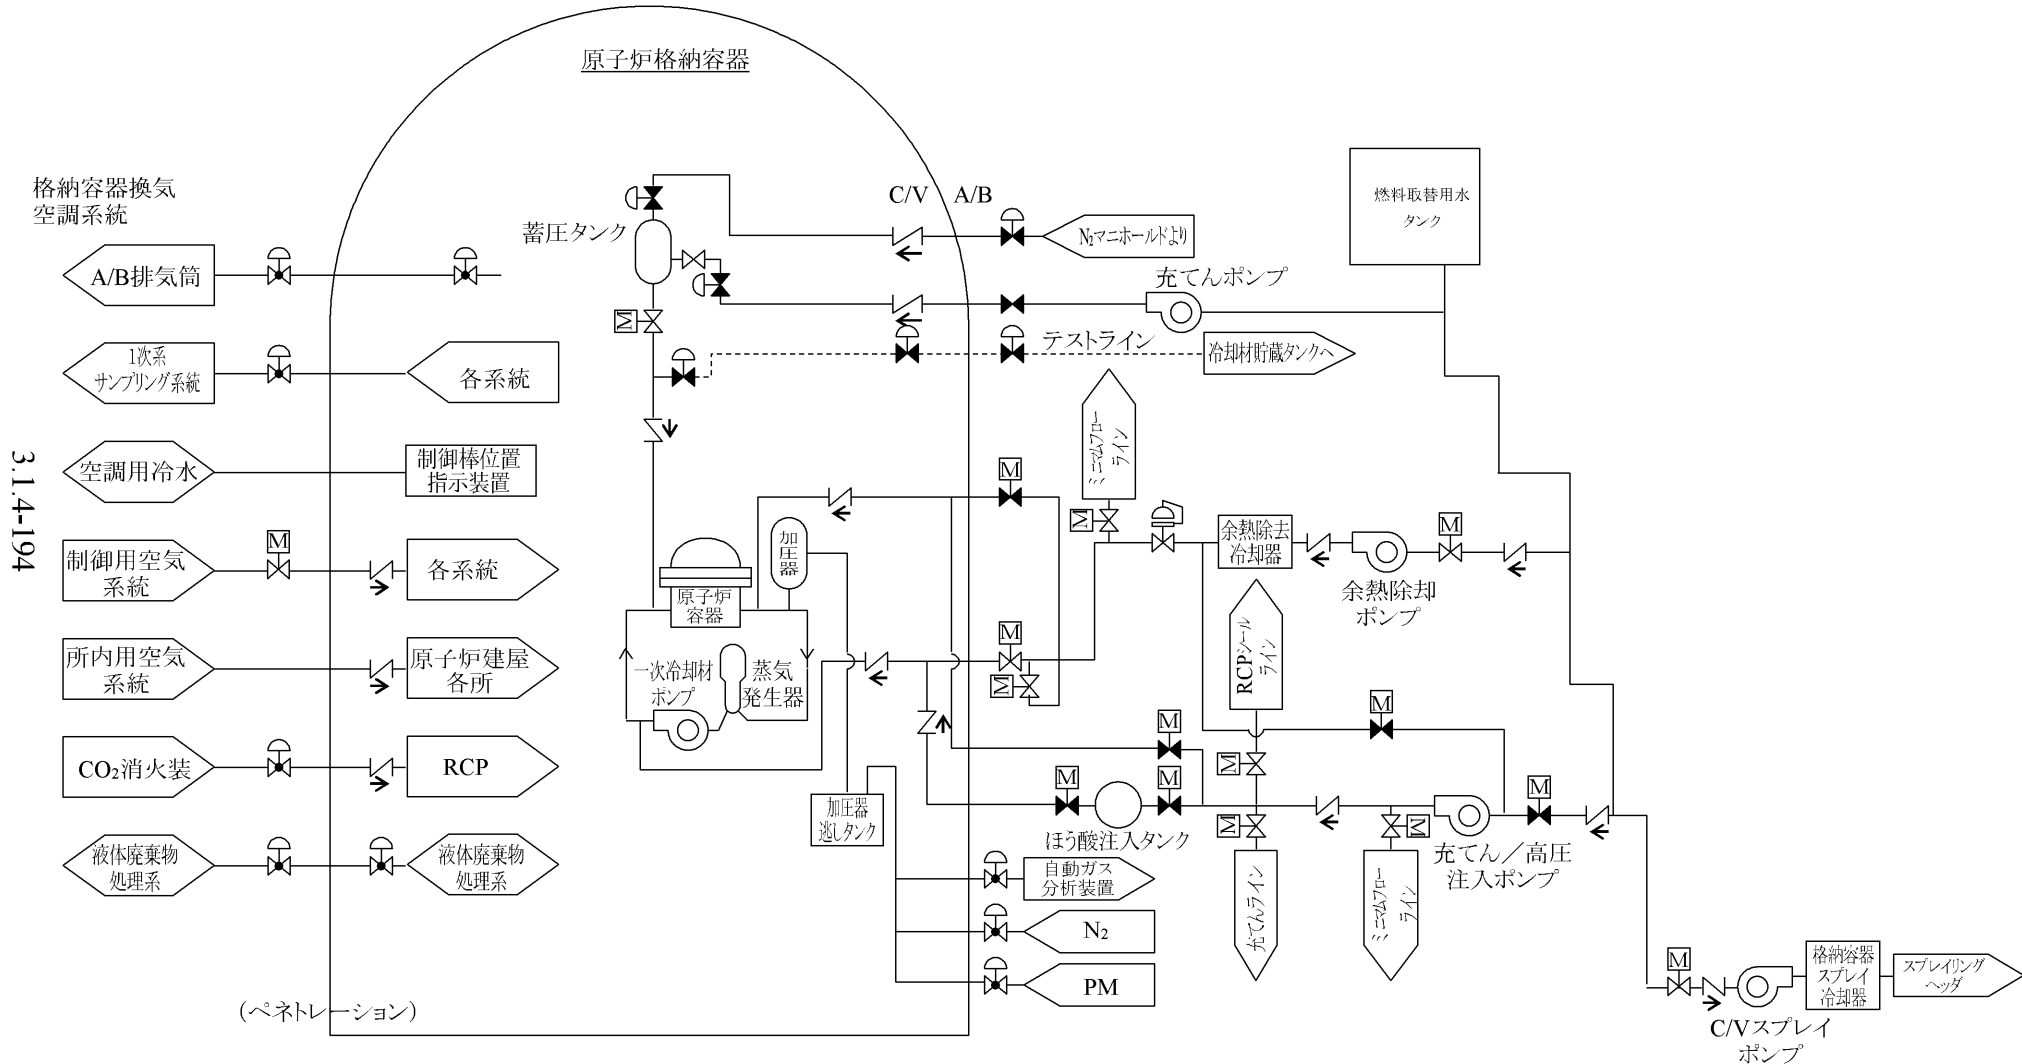 原子炉格納容器
格納容器換気
空調系統
A/B排気筒
1次系
サンプリング系統
各系統
空調用冷水
制御棒位置
指示装置
制御用空気
系統
M
各系統
所内用空気
系統
原子炉建屋
各所
CO₂消火装
RCP
液体廃棄物
処理系
液体廃棄物
処理系
(ペネトレーション)
3.1.4-194
C/V
A/B
蓄圧タンク
M
N₂マニホールドより
充てんポンプ
テストライン
冷却材貯蔵タンクへ
燃料取替用水
タンク
ミニマムフロー
ライン
M
M
加圧器
原子炉
容器
一次冷却材
ポンプ
蒸気
発生器
M
M
余熱除去
冷却器
M
余熱除却
ポンプ
RCPシール
ライン
M
M
M
加圧器
逃しタンク
M
M
ほう酸注入タンク
M
M
M
充てん／高圧
注入ポンプ
自動ガス
分析装置
N₂
PM
充てんライン
ミニマムフロー
ライン
M
格納容器
スプレイ
冷却器
スプレイリング
ヘッダ
C/Vスプレイ
ポンプ